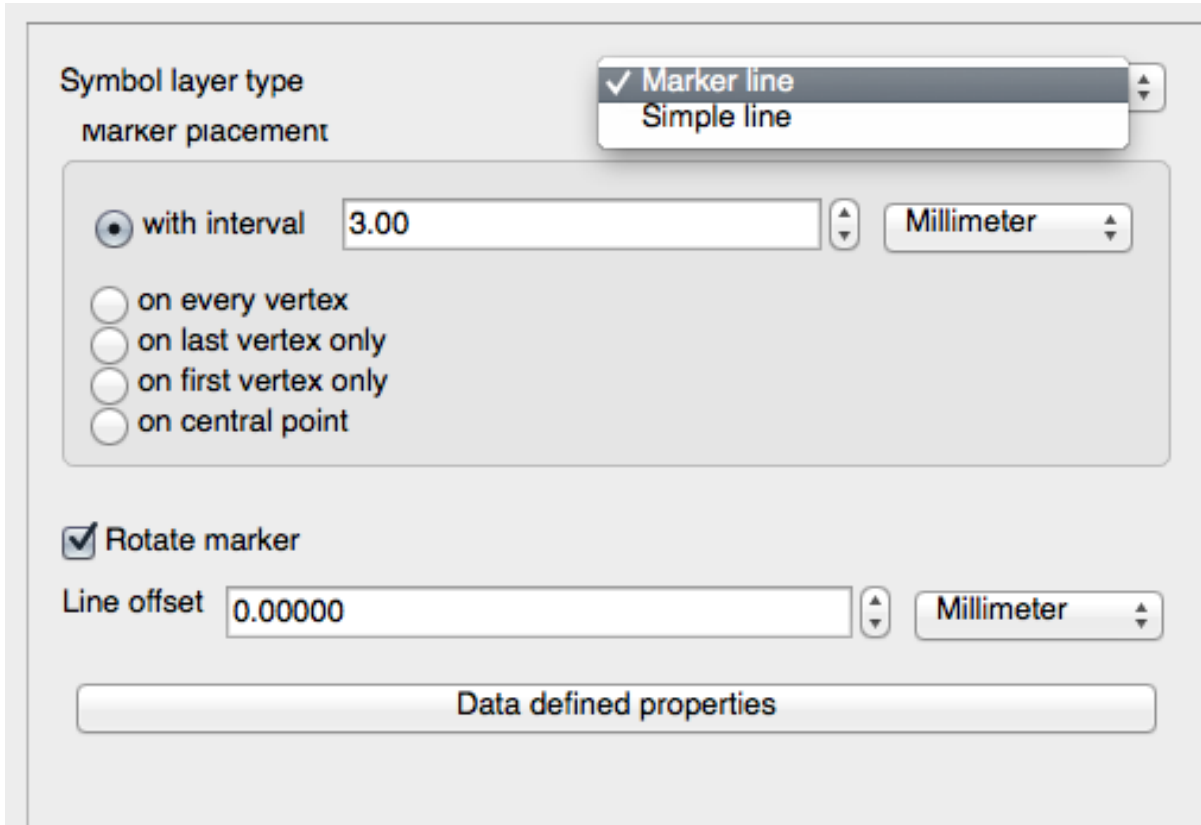 Symbol layer type
Marker line
Simple line
Marker placement
with interval 3.00 Millimeter
on every vertex
on last vertex only
on first vertex only
on central point
Rotate marker
Line offset 0.00000 Millimeter
Data defined properties